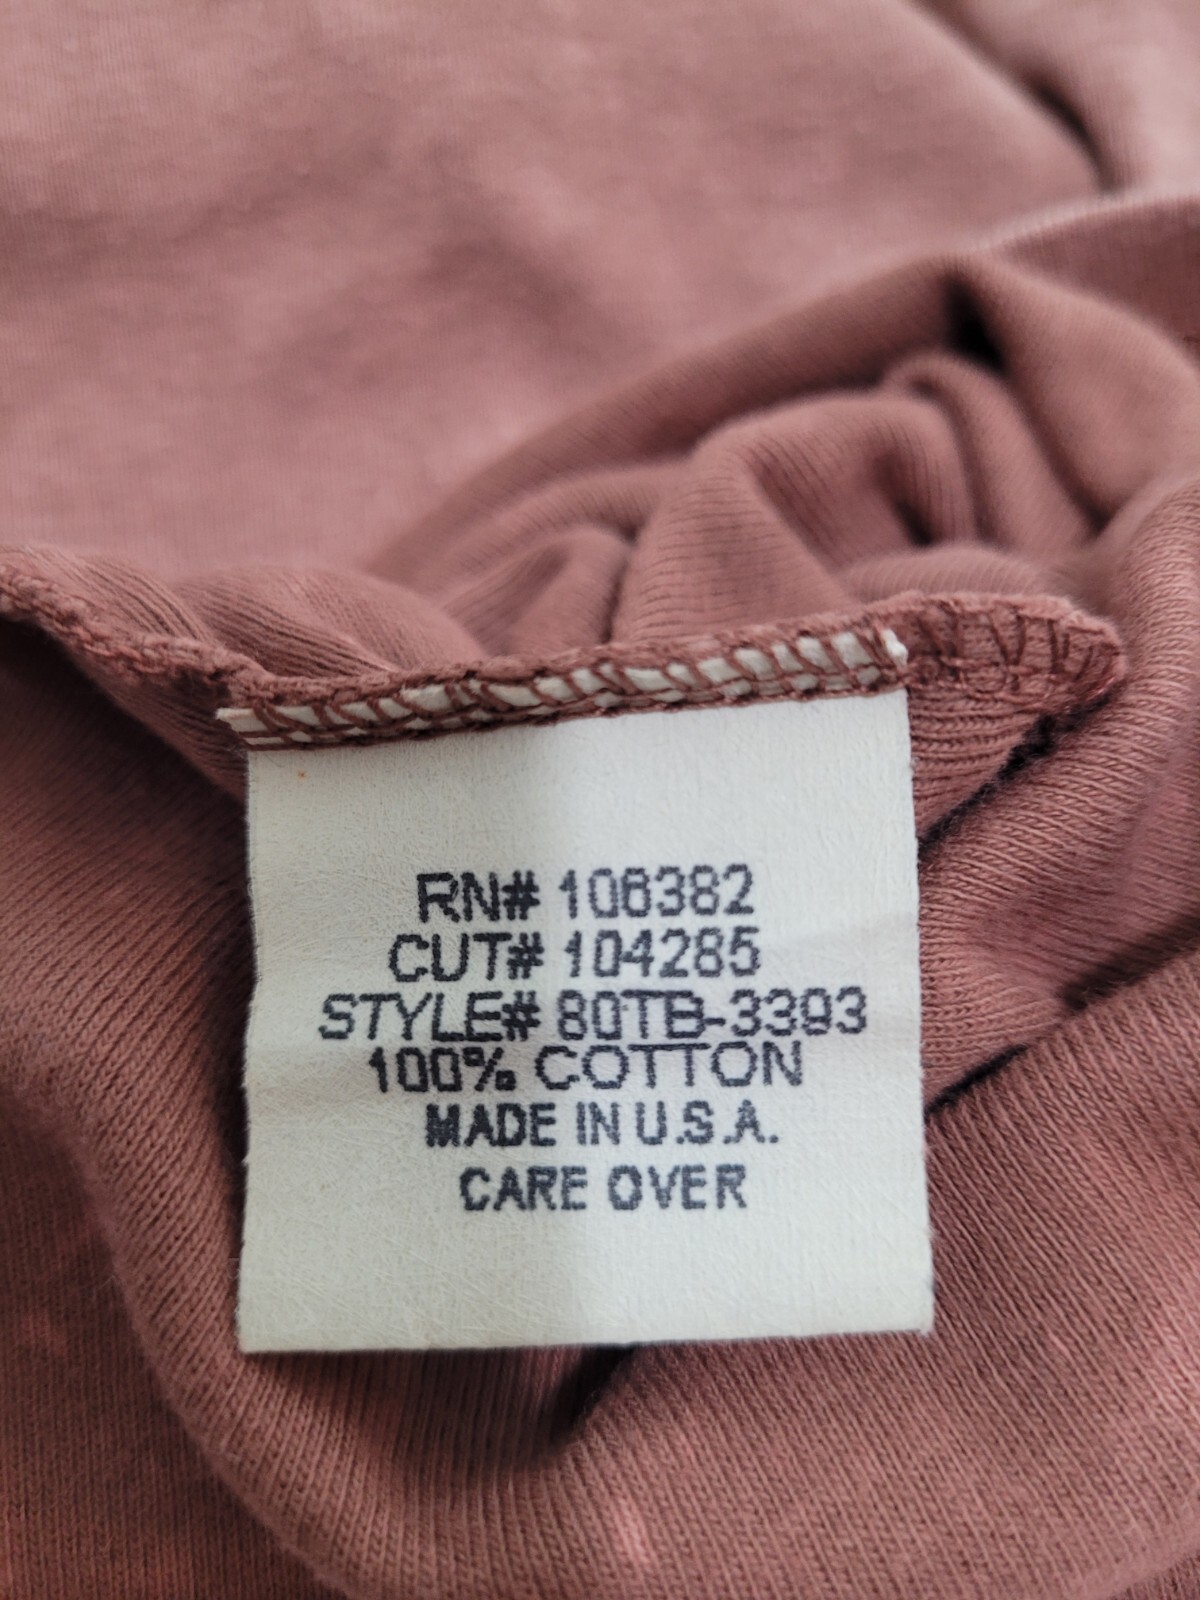 RN# 106382
CUT# 104285
STYLE# 80TB-3393
100% COTTON
MADE IN U.S.A.
CARE OVER